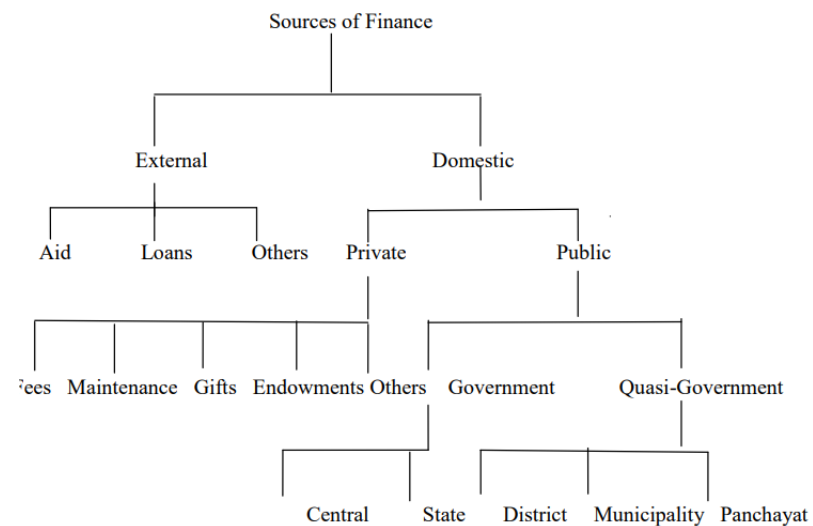 Sources of Finance
External Domestic
Aid Loans Others Private Public
ees Maintenance Gifts Endowments Others Government Quasi-Government
Central State District Municipality Panchayat